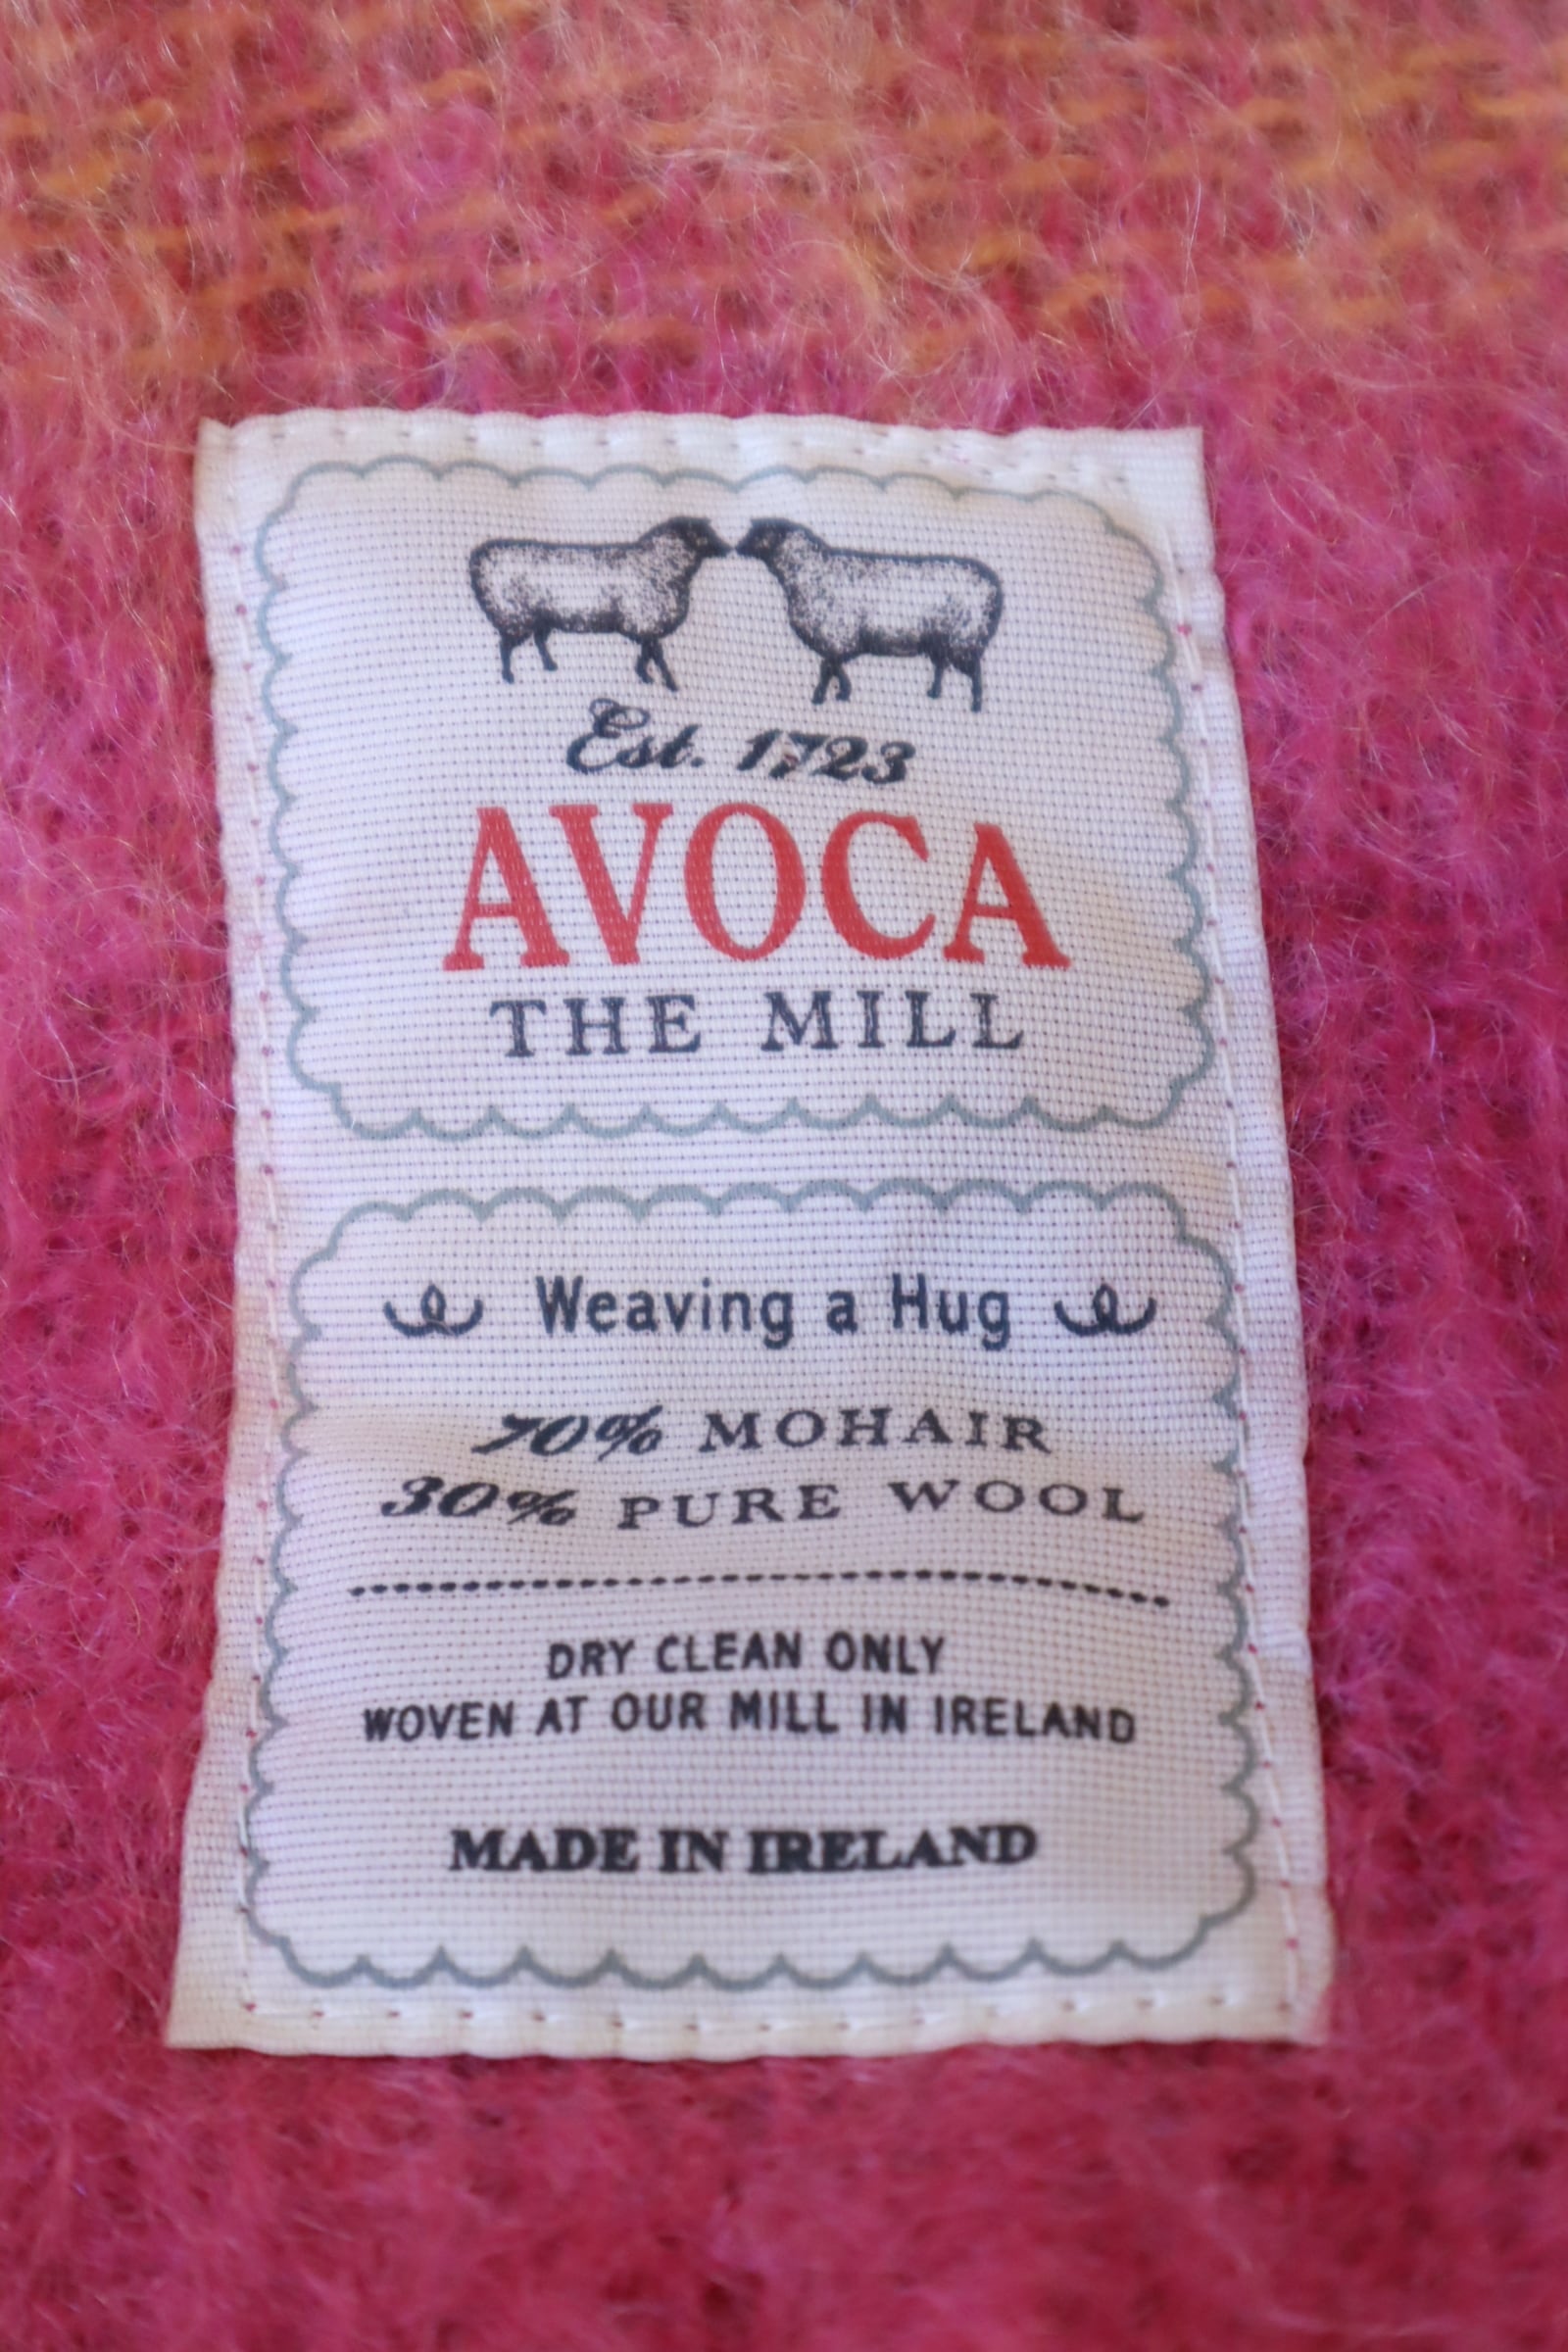 Est. 1723
AVOCA
THE MILL
Weaving a Hug
70% MOHAIR
30% PURE WOOL
DRY CLEAN ONLY
WOVEN AT OUR MILL IN IRELAND
MADE IN IRELAND